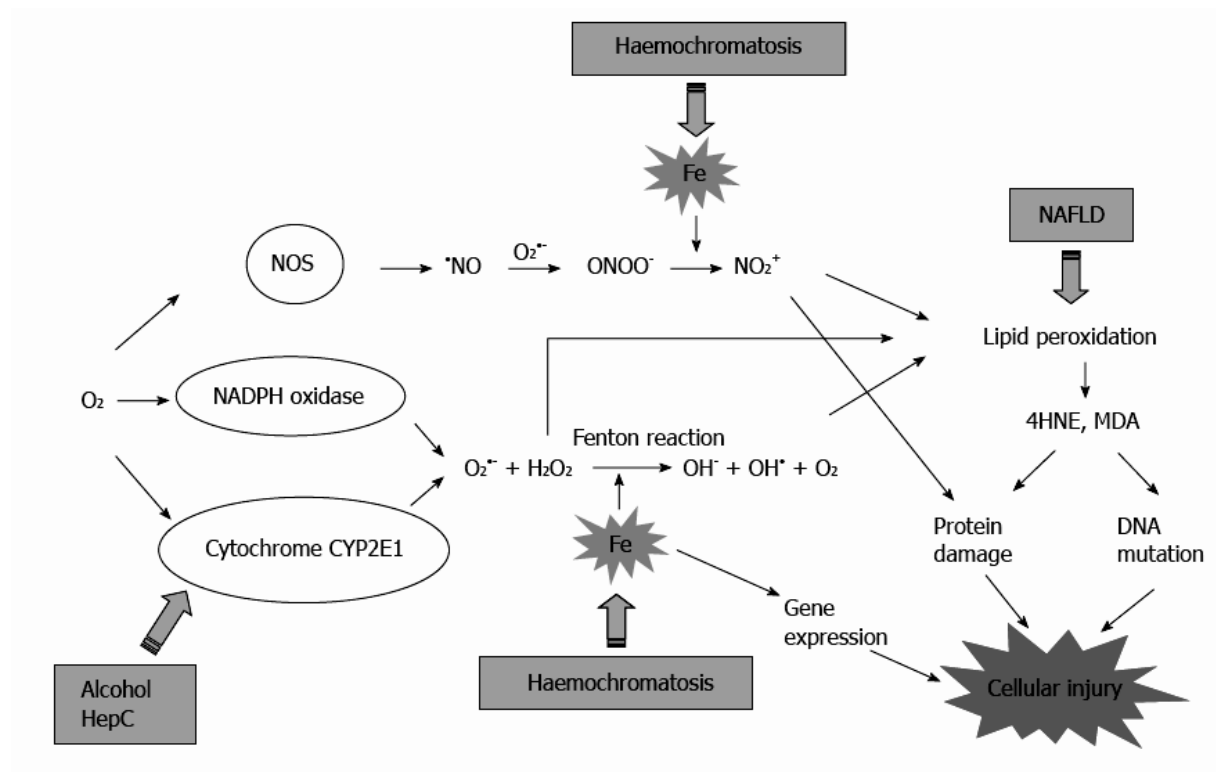 Haemochromatosis
Fe
NAFLD
NOS
•NO
O₂•-
ONOO⁻
NO₂⁺
Lipid peroxidation
O₂
NADPH oxidase
4HNE, MDA
Fenton reaction
O₂•- + H₂O₂
OH⁻ + OH• + O₂
Cytochrome CYP2E1
Fe
Protein
damage
DNA
mutation
Gene
expression
Alcohol
HepC
Haemochromatosis
Cellular injury